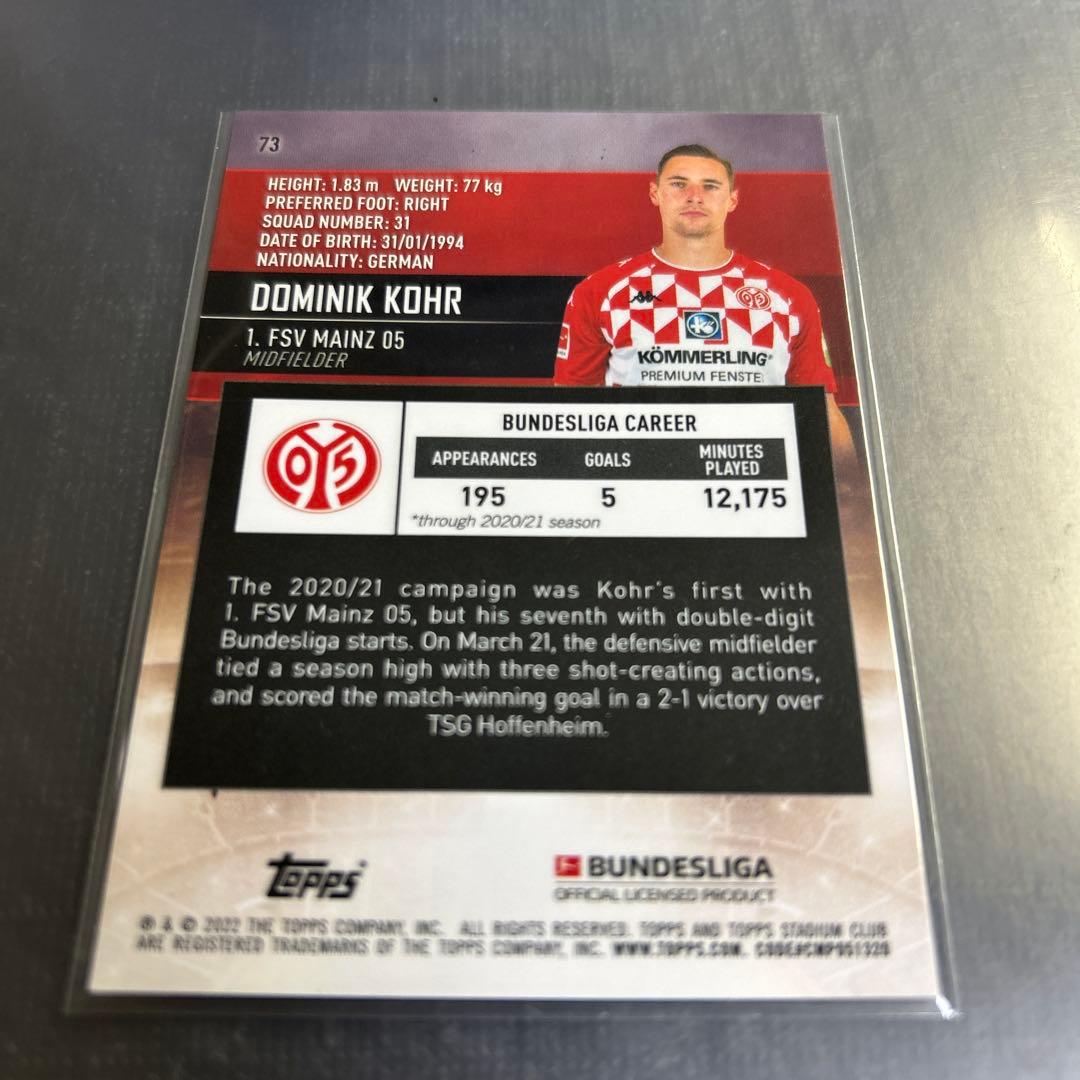 73
HEIGHT: 1.83 m WEIGHT: 77 kg
PREFERRED FOOT: RIGHT
SQUAD NUMBER: 31
DATE OF BIRTH: 31/01/1994
NATIONALITY: GERMAN
DOMINIK KOHR
1. FSV MAINZ 05
MIDFIELDER
KÖMMERLING®
PREMIUM FENSTE
BUNDESLIGA CAREER
APPEARANCES GOALS MINUTES PLAYED
195 5 12,175
*through 2020/21 season
The 2020/21 campaign was Kohr's first with
1. FSV Mainz 05, but his seventh with double-digit
Bundesliga starts. On March 21, the defensive midfielder
tied a season high with three shot-creating actions,
and scored the match-winning goal in a 2-1 victory over
TSG Hoffenheim.
Topps
BUNDESLIGA
OFFICIAL LICENSED PRODUCT
® & © 2022 THE TOPPS COMPANY, INC. ALL RIGHTS RESERVED. TOPPS AND TOPPS STADIUM CLUB
ARE REGISTERED TRADEMARKS OF THE TOPPS COMPANY, INC. WWW.TOPPS.COM. CODE#CMP051320